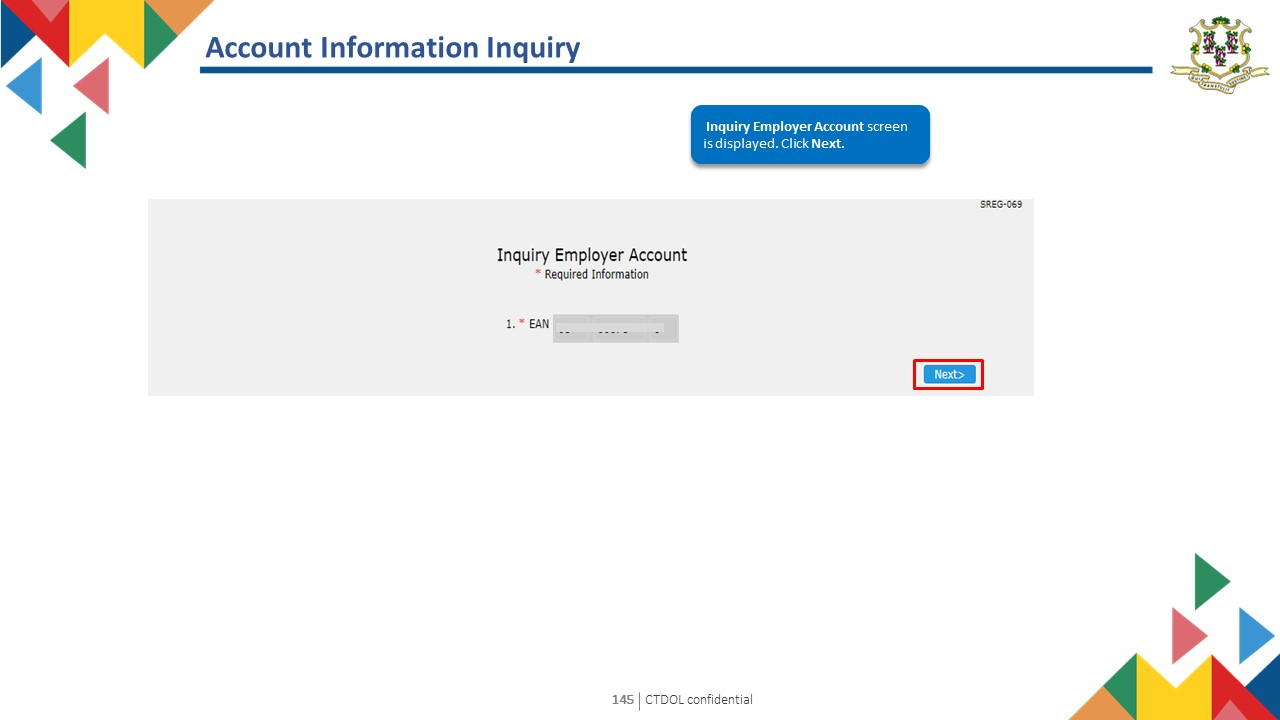 Account Information Inquiry
Inquiry Employer Account screen
is displayed. Click Next.
SREG-069
Inquiry Employer Account
* Required Information
1. * EAN
Next>
145 | CTDOL confidential